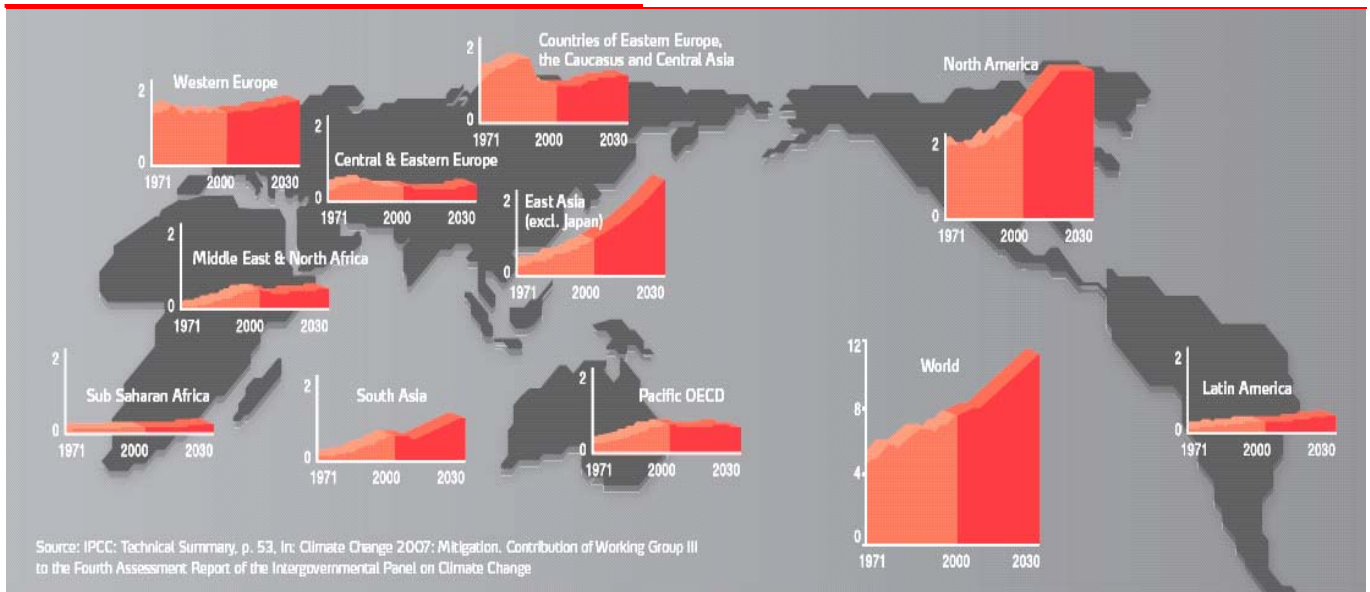 Western Europe
2
0
1971 2000 2030
Countries of Eastern Europe,
the Caucasus and Central Asia
2
0
1971 2000 2030
North America
2
0
1971 2000 2030
Central & Eastern Europe
2
0
1971 2000 2030
East Asia
(excl. Japan)
2
0
1971 2000 2030
Middle East & North Africa
2
0
1971 2000 2030
Sub Saharan Africa
2
0
1971 2000 2030
South Asia
2
0
1971 2000 2030
Pacific OECD
2
0
1971 2000 2030
World
12
8
4
0
1971 2000 2030
Latin America
2
0
1971 2000 2030
Source: IPCC: Technical Summary, p. 53, In: Climate Change 2007: Mitigation. Contribution of Working Group III
to the Fourth Assessment Report of the Intergovernmental Panel on Climate Change